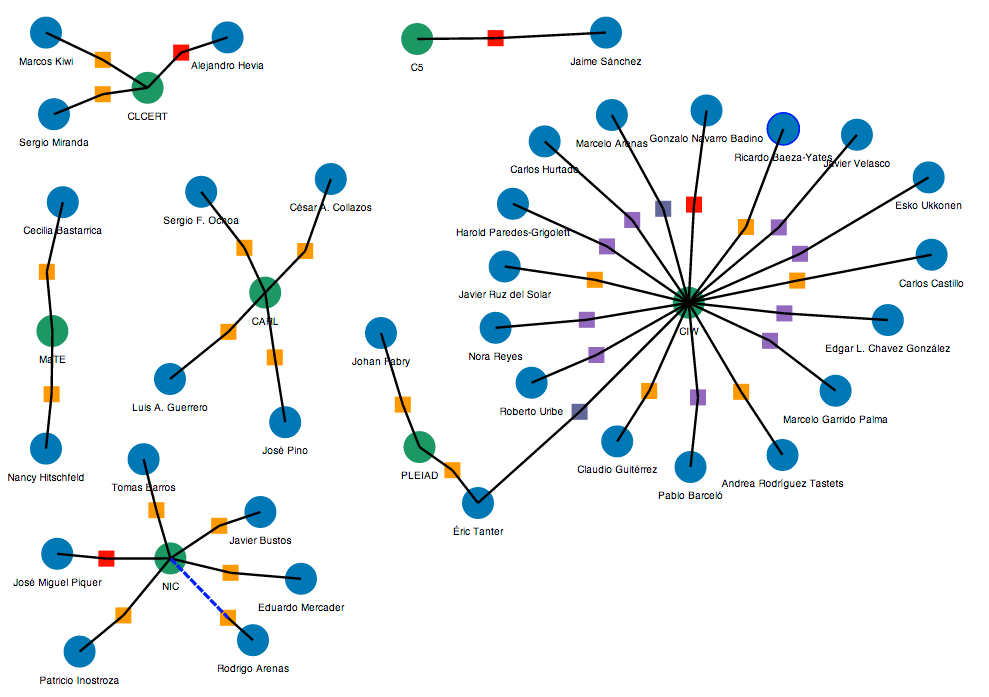 Marcos Kiwi
Alejandro Hevia
C5
Jaime Sánchez
CLCERT
Sergio Miranda
Marcelo Arenas
Gonzalo Navarro Badino
Ricardo Baeza-Yates
Javier Velasco
Carlos Hurtado
Esko Ukkonen
Cecilia Bastarrica
Sergio F. Ochoa
César A. Collazos
Harold Paredes-Grigolett
Carlos Castillo
Javier Ruz del Solar
CARL
CIW
Edgar L. Chavez González
Nora Reyes
MaTE
Johan Fabry
Luis A. Guerrero
Roberto Uribe
Marcelo Garrido Palma
José Pino
Claudio Guitérrez
PLEIAD
Nancy Hitschfeld
Tomas Barros
Andrea Rodríguez Tastets
Pablo Barceló
Éric Tanter
Javier Bustos
José Miguel Piquer
NIC
Eduardo Mercader
Rodrigo Arenas
Patricio Inostroza